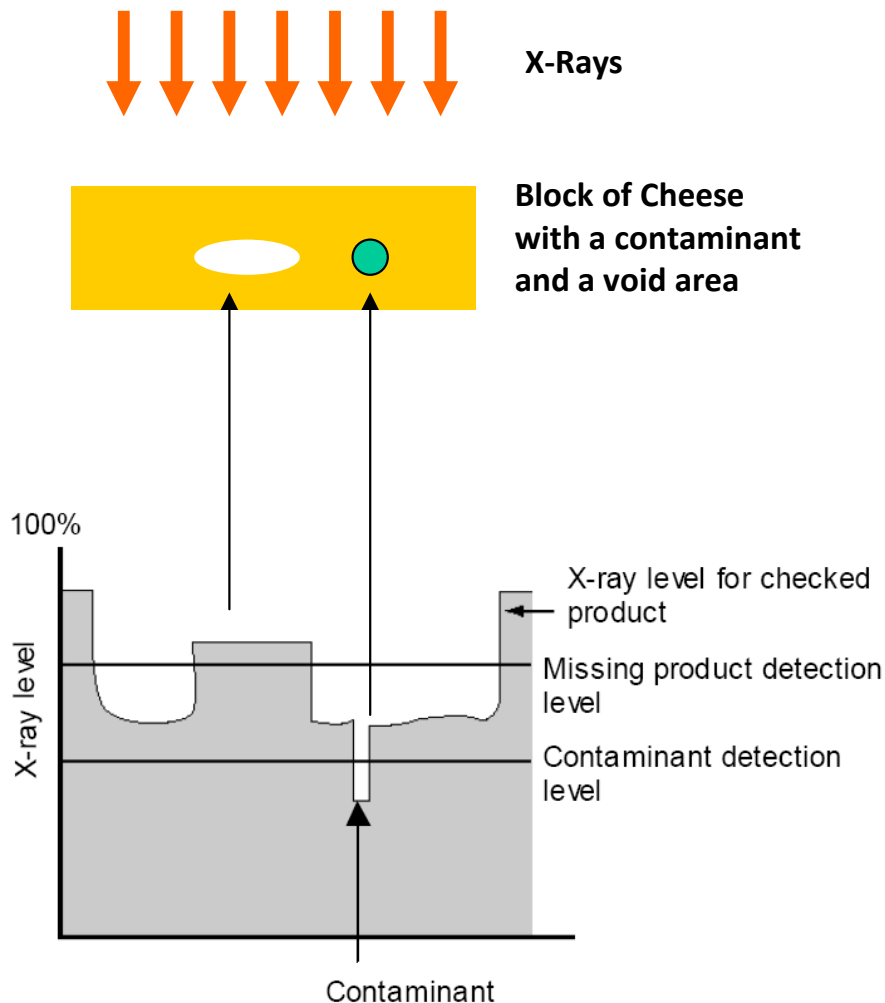 X-Rays
Block of Cheese
with a contaminant
and a void area
100%
X-ray level for checked
product
Missing product detection
level
X-ray level
Contaminant detection
level
Contaminant